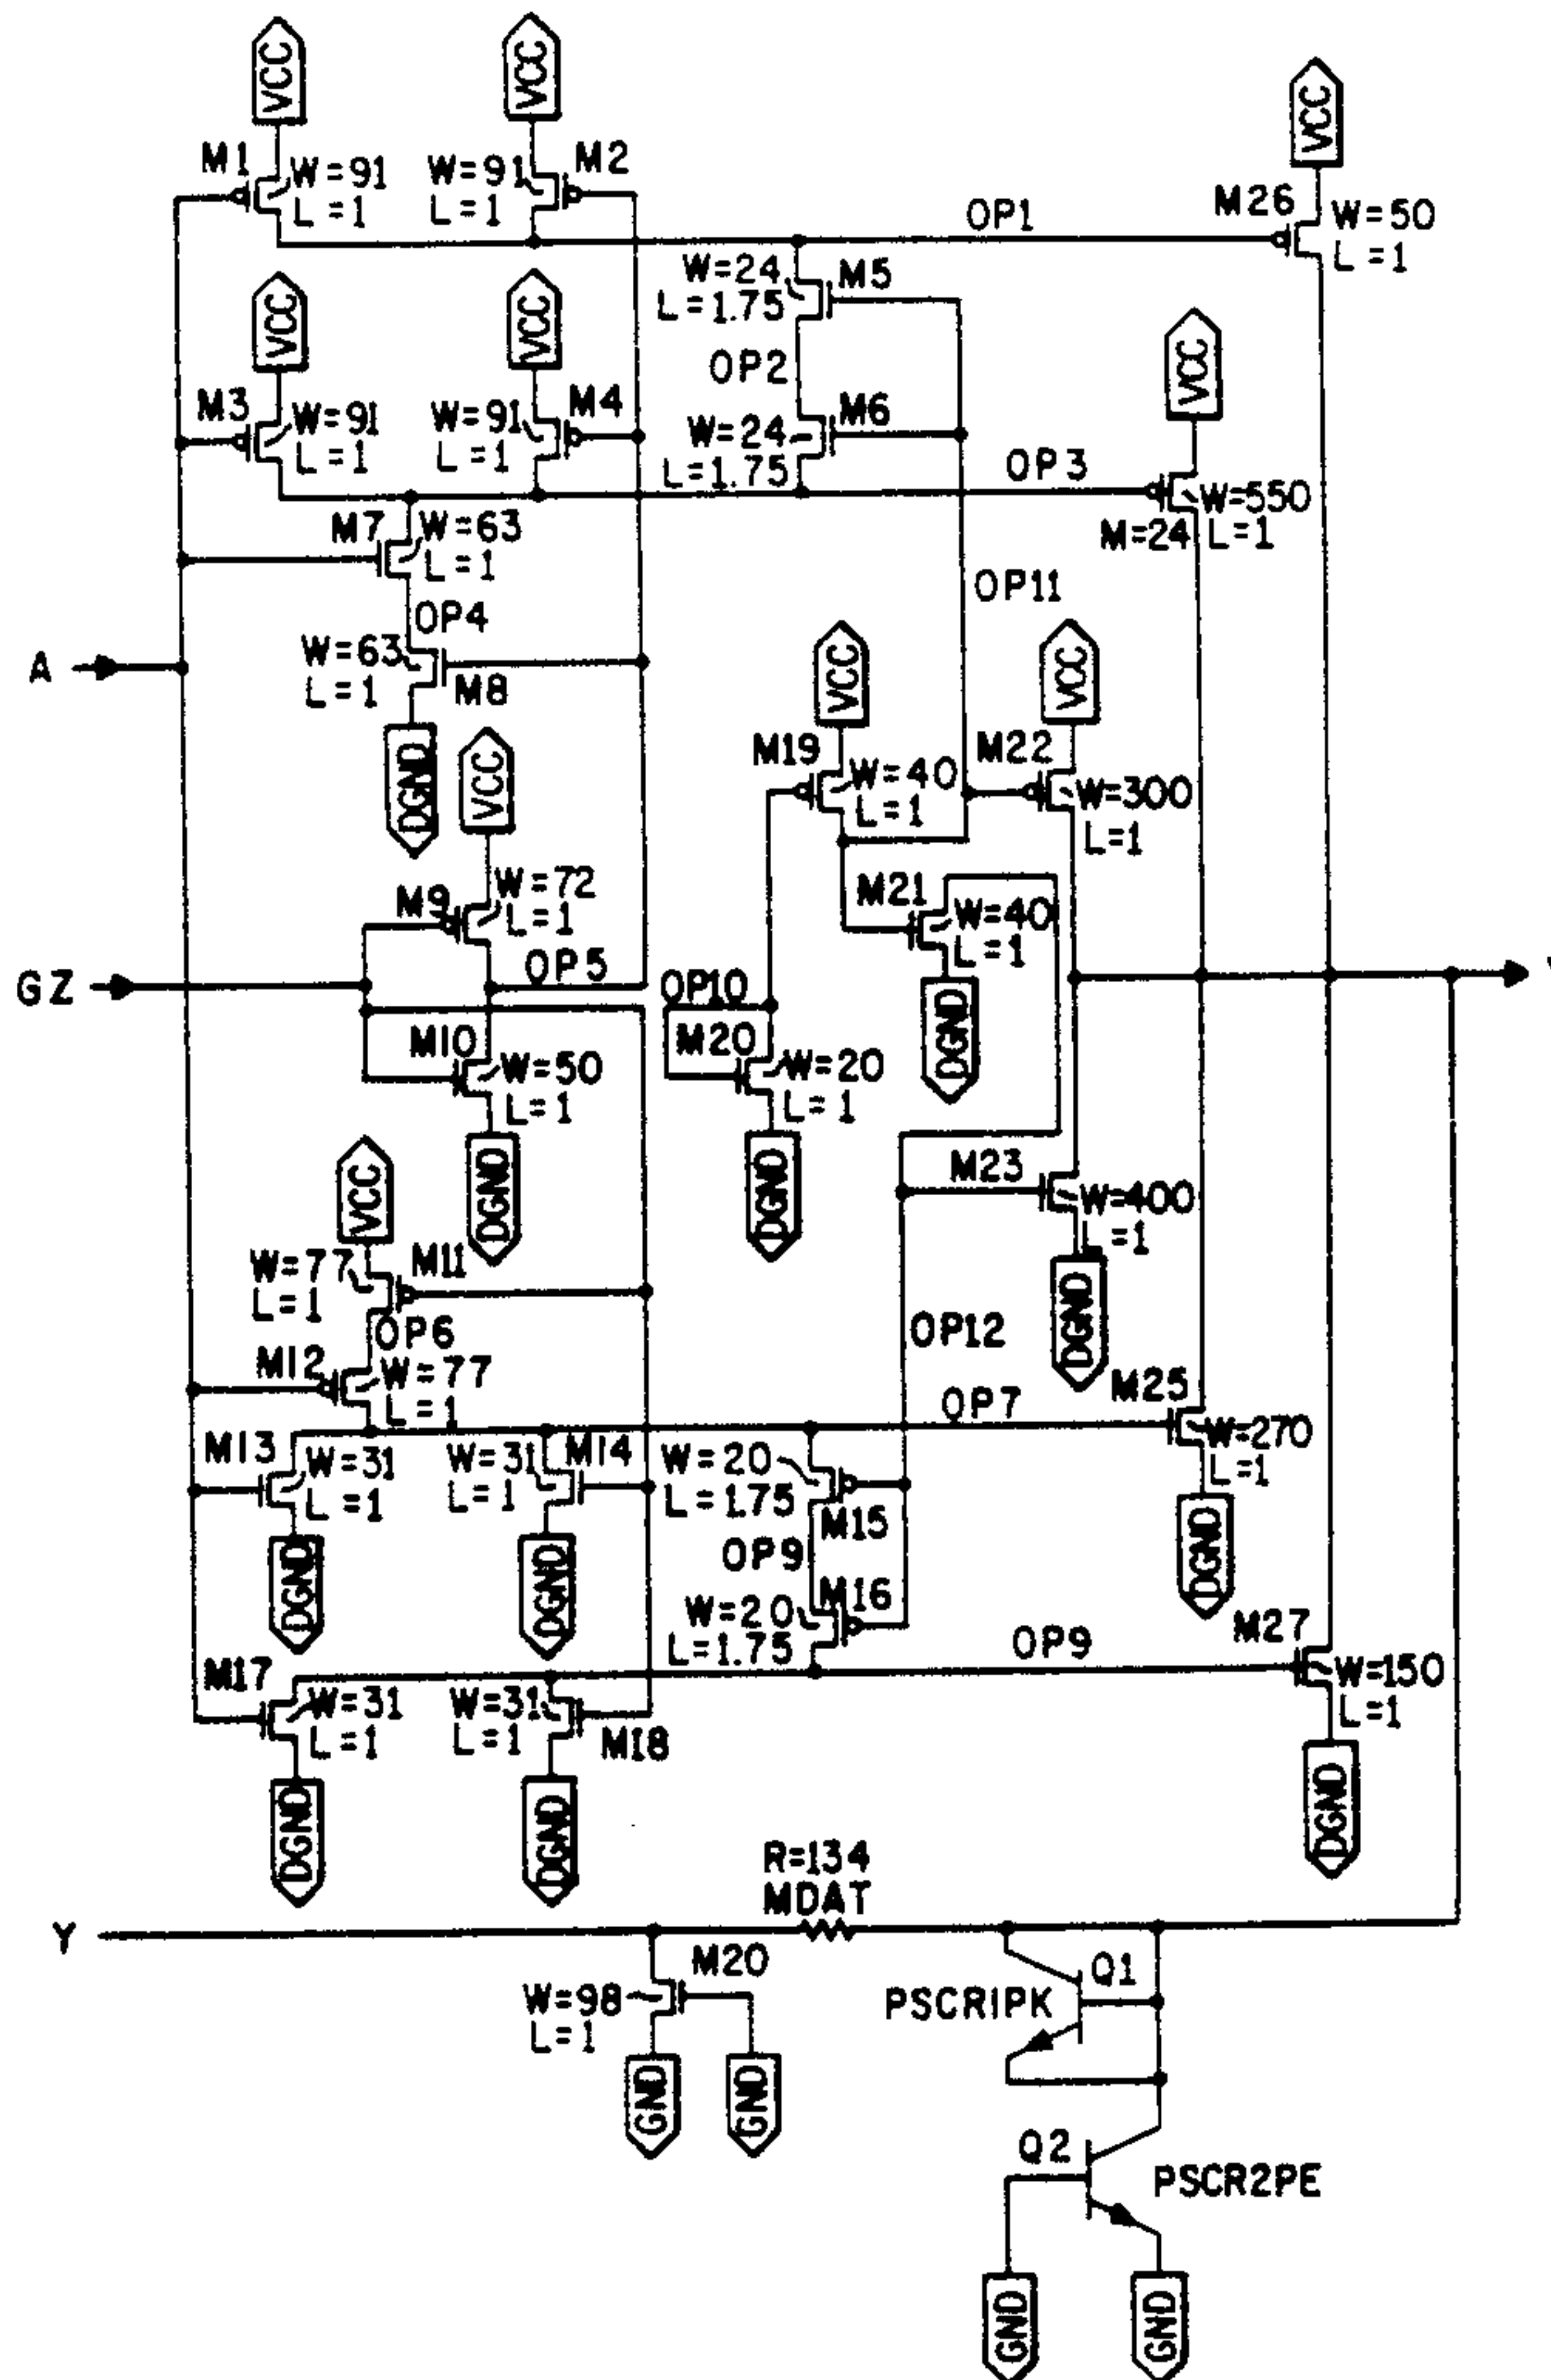 VCC
VCC
VCC
M1
W=91
L=1
W=91
L=1
M2
M26
W=50
L=1
OP1
W=24
L=1.75
M5
VCC
VCC
VCC
OP2
M3
W=91
L=1
W=91
L=1
M4
W=24
L=1.75
M6
OP3
W=550
L=1
M=24
M7
W=63
L=1
OP11
OP4
W=63
L=1
M8
A
DGND
VCC
VCC
VCC
M19
W=40
L=1
M22
W=300
L=1
M9
W=72
L=1
M21
W=40
L=1
OP5
GZ
OP10
DGND
M10
W=50
L=1
M20
W=20
L=1
DGND
DGND
VCC
M23
W=400
L=1
DGND
W=77
L=1
M11
OP6
OP12
M12
W=77
L=1
M25
W=270
L=1
OP7
M13
W=31
L=1
W=31
L=1
M14
W=20
L=1.75
M15
DGND
DGND
OP9
DGND
M16
W=20
L=1.75
OP9
M27
W=150
L=1
M17
W=31
L=1
W=31
L=1
M18
DGND
DGND
DGND
R=134
MDAT
Y
M20
W=98
L=1
Q1
PSCR1PK
GND
GND
Q2
PSCR2PE
GND
GND